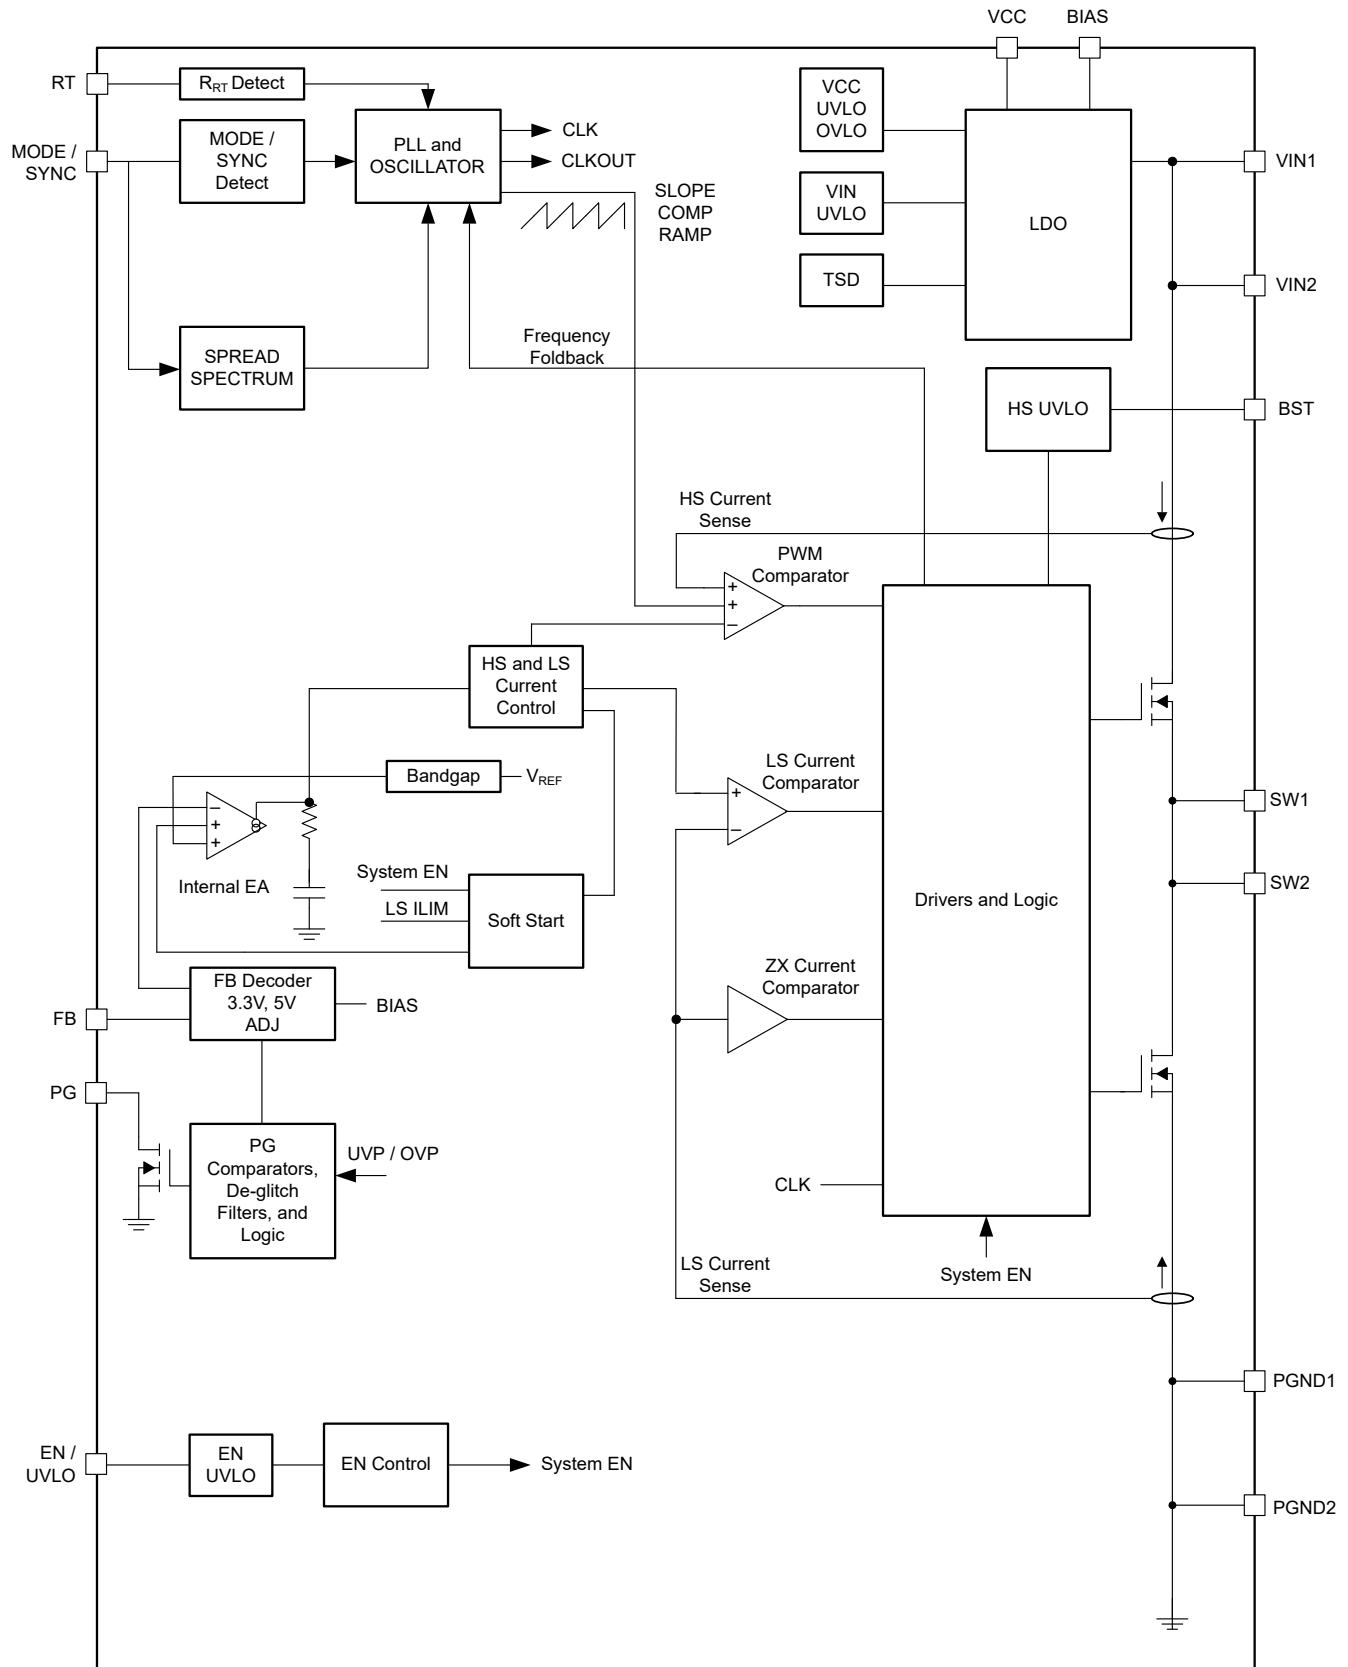 VCC
BIAS
RT
R_RT Detect
MODE /
SYNC
MODE /
SYNC
Detect
PLL and
OSCILLATOR
CLK
CLKOUT
SLOPE
COMP
RAMP
VCC
UVLO
OVLO
VIN
UVLO
TSD
LDO
VIN1
VIN2
SPREAD
SPECTRUM
Frequency
Foldback
HS UVLO
BST
HS Current
Sense
PWM
Comparator
+
+
–
HS and LS
Current
Control
Bandgap
V_REF
–
+
+
Internal EA
LS Current
Comparator
+
–
SW1
SW2
System EN
LS ILIM
Soft Start
Drivers and Logic
FB Decoder
3.3V, 5V
ADJ
BIAS
FB
ZX Current
Comparator
PG
PG
Comparators,
De-glitch
Filters, and
Logic
UVP / OVP
CLK
System EN
LS Current
Sense
PGND1
EN /
UVLO
EN
UVLO
EN Control
System EN
PGND2